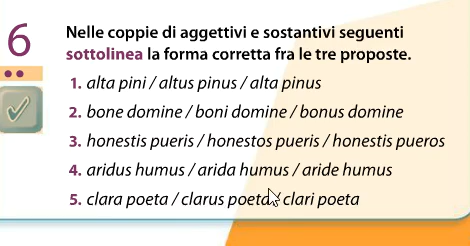 6
Nelle coppie di aggettivi e sostantivi seguenti
sottolinea la forma corretta fra le tre proposte.
1. alta pini / altus pinus / alta pinus
2. bone domine / boni domine / bonus domine
3. honestis pueris / honestos pueris / honestis pueros
4. aridus humus / arida humus / aride humus
5. clara poeta / clarus poeta / clari poeta